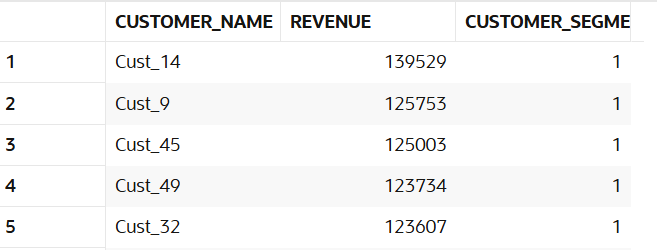 CUSTOMER_NAME REVENUE CUSTOMER_SEGME
1 Cust_14 139529 1
2 Cust_9 125753 1
3 Cust_45 125003 1
4 Cust_49 123734 1
5 Cust_32 123607 1